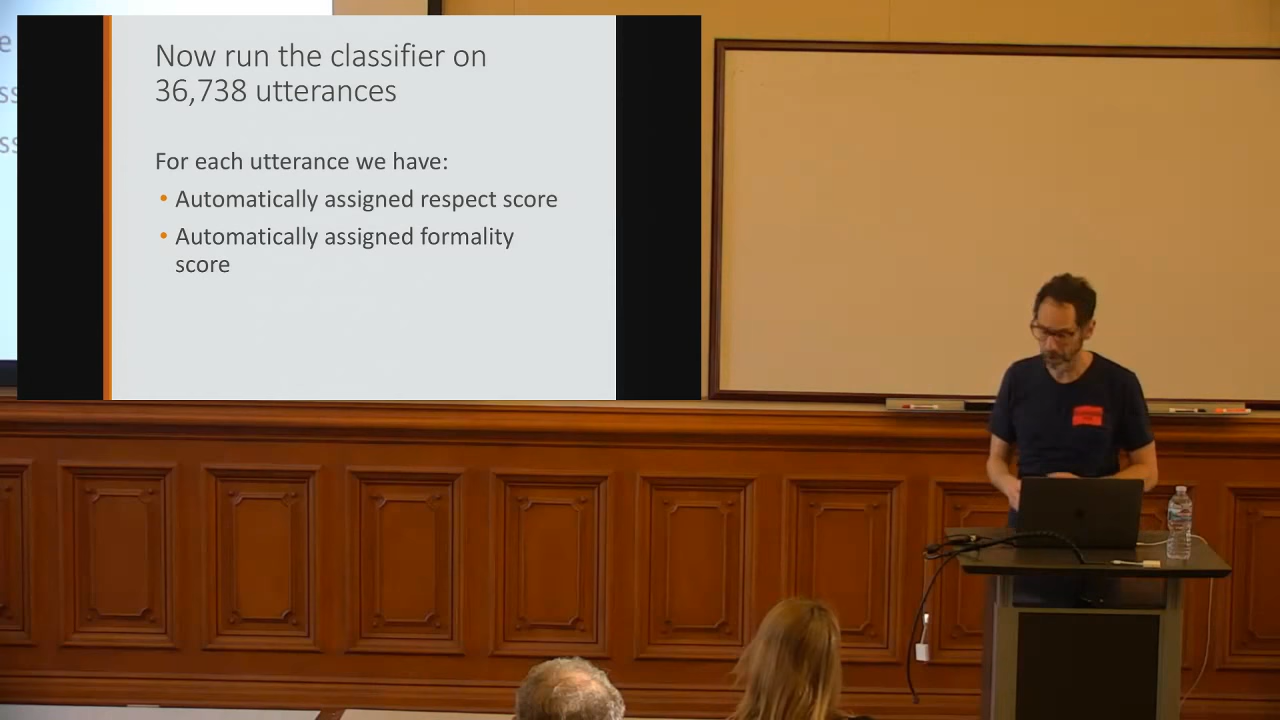 Now run the classifier on
36,738 utterances
For each utterance we have:
• Automatically assigned respect score
• Automatically assigned formality
score